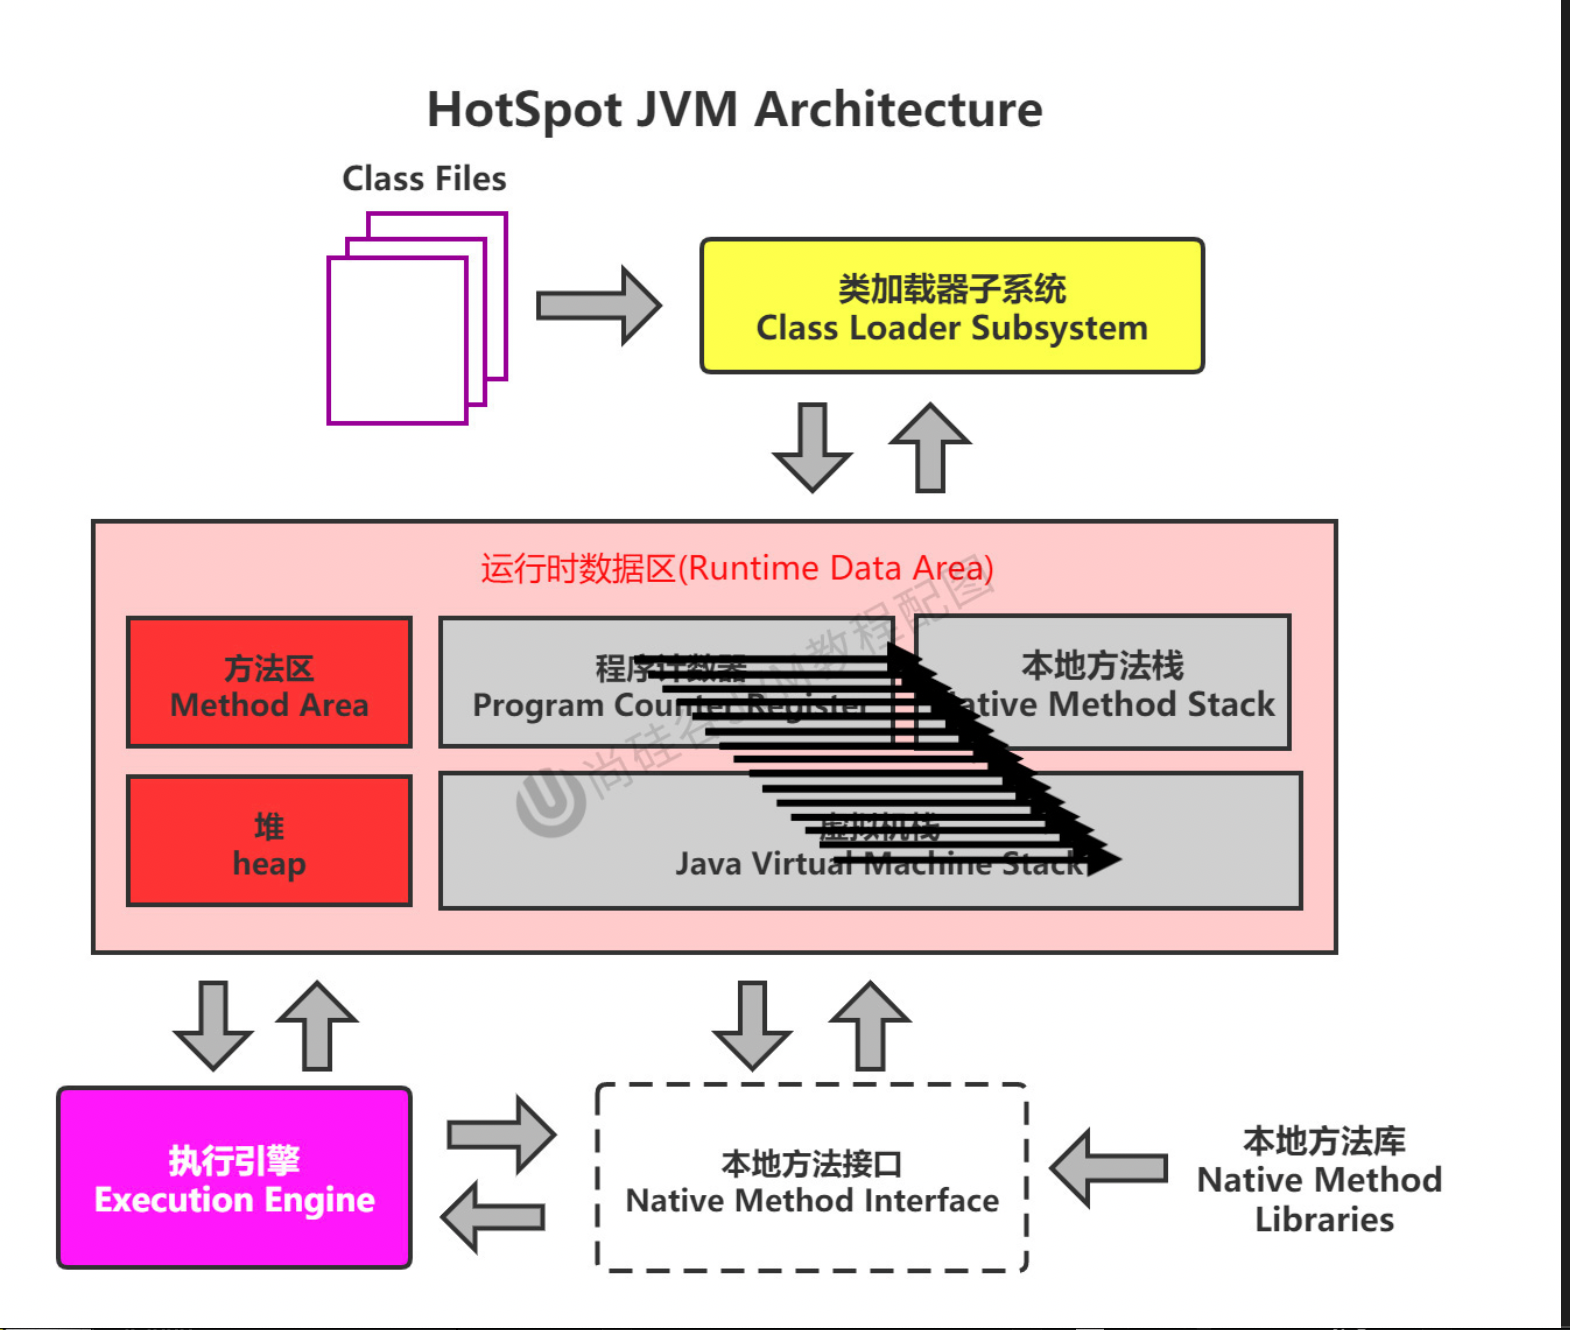 HotSpot JVM Architecture
Class Files
类加载器子系统
Class Loader Subsystem
运行时数据区(Runtime Data Area)
方法区
Method Area
程序计数器
Program Counter Register
本地方法栈
Native Method Stack
堆
heap
虚拟机栈
Java Virtual Machine Stack
尚硅谷JVM教程配图
执行引擎
Execution Engine
本地方法接口
Native Method Interface
本地方法库
Native Method
Libraries